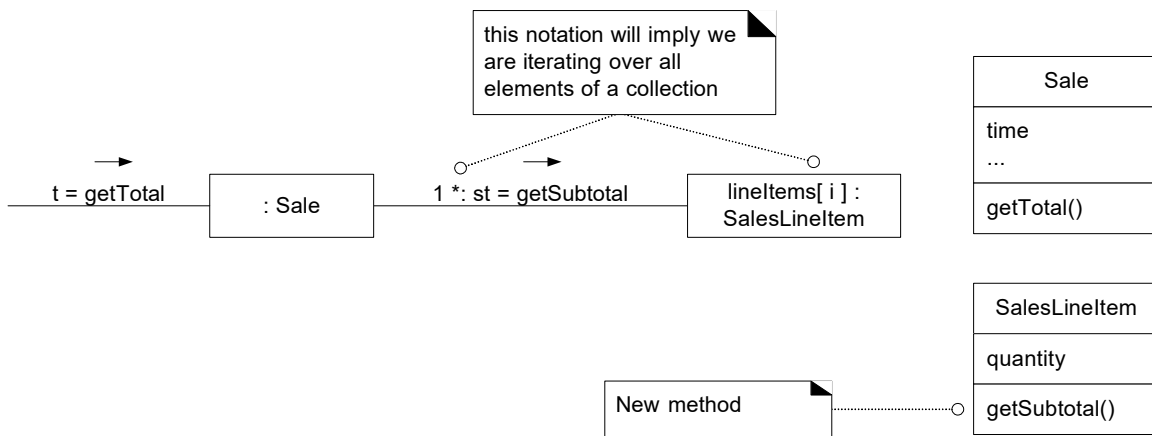 this notation will imply we
are iterating over all
elements of a collection
t = getTotal
: Sale
1 *: st = getSubtotal
lineItems[ i ] :
SalesLineItem
Sale
time
...
getTotal()
SalesLineItem
quantity
getSubtotal()
New method